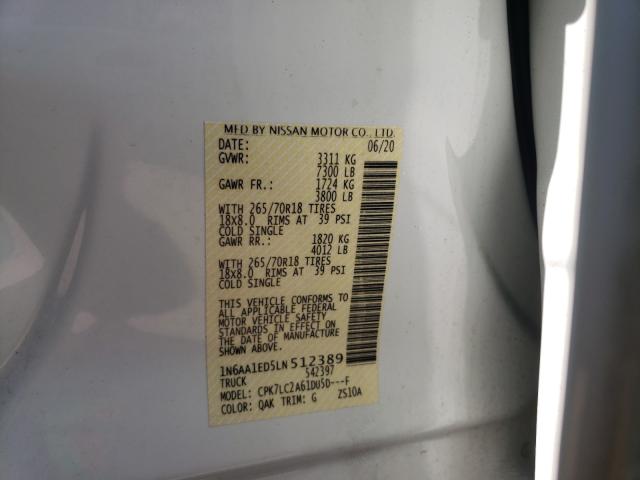 MFD BY NISSAN MOTOR CO., LTD.
DATE: 06/20
GVWR: 3311 KG
7300 LB
GAWR FR.: 1724 KG
3800 LB
WITH 265/70R18 TIRES
18x8.0 RIMS AT 39 PSI
COLD SINGLE
GAWR RR.: 1820 KG
4012 LB
WITH 265/70R18 TIRES
18x8.0 RIMS AT 39 PSI
COLD SINGLE
THIS VEHICLE CONFORMS TO
ALL APPLICABLE FEDERAL
MOTOR VEHICLE SAFETY
STANDARDS IN EFFECT ON
THE DATE OF MANUFACTURE
SHOWN ABOVE.
1N6AA1ED5LN512389
TRUCK 542397
MODEL: CPK7LC2A61DU5D---F
COLOR: QAK TRIM: G ZS10A